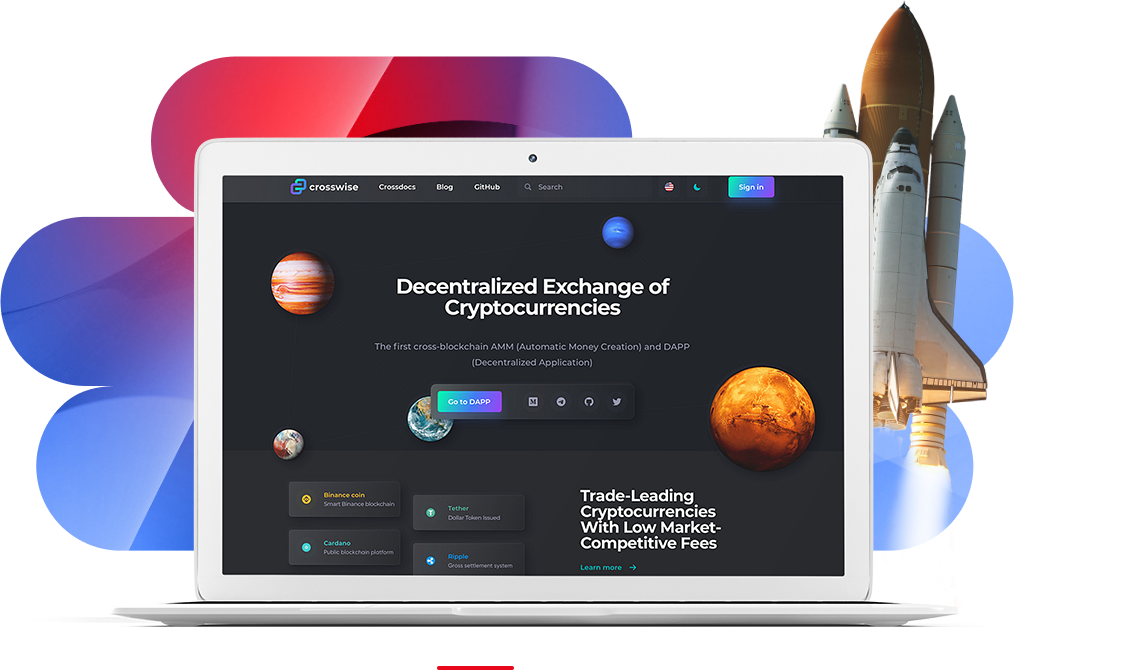 crosswise Crossdocs Blog GitHub Search Sign in
Decentralized Exchange of
Cryptocurrencies
The first cross-blockchain AMM (Automatic Money Creation) and DAPP
(Decentralized Application)
Go to DAPP
Binance coin
Smart Binance blockchain
Tether
Dollar Token Issued
Cardano
Public blockchain platform
Ripple
Gross settlement system
Trade-Leading
Cryptocurrencies
With Low Market-
Competitive Fees
Learn more